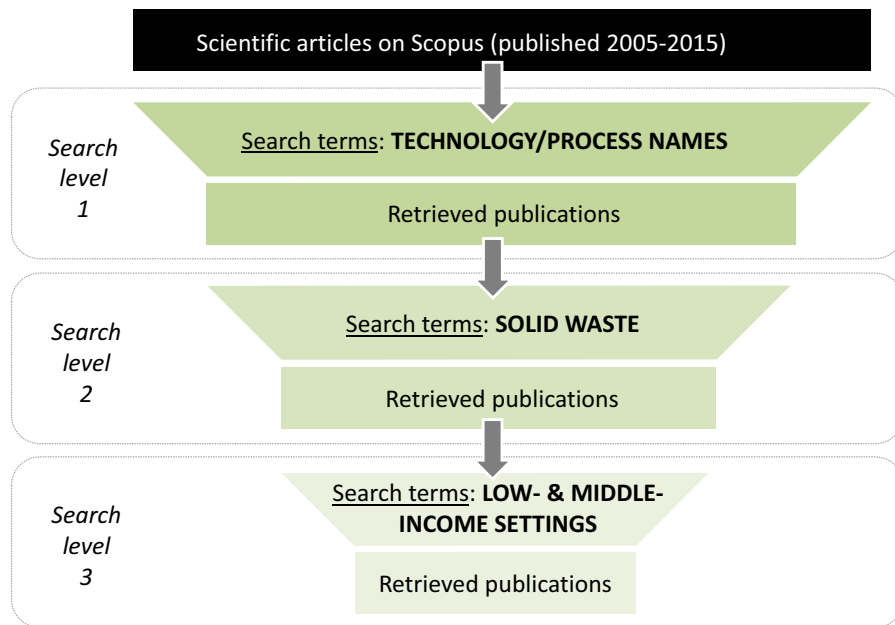 Scientific articles on Scopus (published 2005-2015)
Search
level
1
Search terms: TECHNOLOGY/PROCESS NAMES
Retrieved publications
Search
level
2
Search terms: SOLID WASTE
Retrieved publications
Search
level
3
Search terms: LOW- & MIDDLE-
INCOME SETTINGS
Retrieved publications